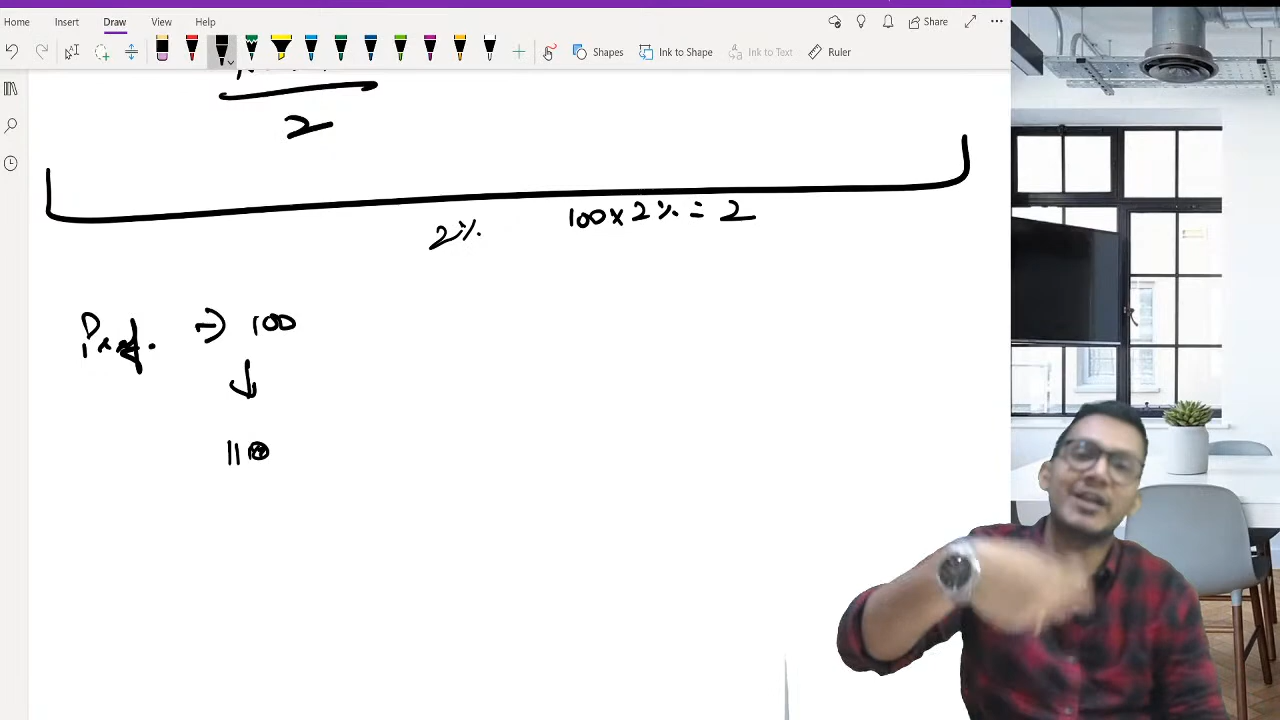 Home Insert Draw View Help Share
Shapes Ink to Shape Ink to Text Ruler
2
2% 100 x 2% = 2
Pref. → 100
↓
11